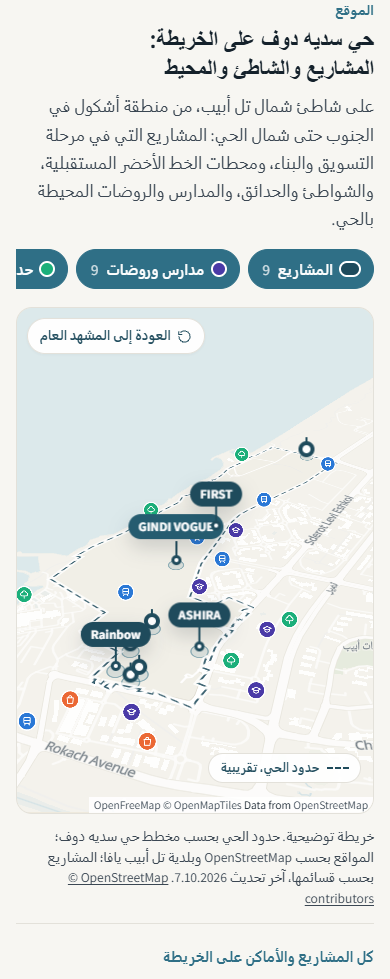 الموقع
حي سديه دوف على الخريطة:
المشاريع والشاطئ والمحيط
على شاطئ شمال تل أبيب، من منطقة أشكول في
الجنوب حتى شمال الحي: المشاريع التي في مرحلة
التسويق والبناء، ومحطات الخط الأخضر المستقبلية،
والشواطئ والحدائق، والمدارس والروضات المحيطة
بالحي.
المشاريع 9
مدارس وروضات 9
حد
العودة إلى المشهد العام
FIRST
GINDI VOGUE
Sderot Levi Eshkol
ASHIRA
Rainbow
Rokach Avenue
Ch
حدود الحي، تقريبية
OpenFreeMap © OpenMapTiles Data from OpenStreetMap
خريطة توضيحية. حدود الحي بحسب مخطط حي سديه دوف؛
المواقع بحسب OpenStreetMap وبلدية تل أبيب يافا؛ المشاريع
بحسب قسائمها، آخر تحديث 7.10.2026. © OpenStreetMap
contributors
كل المشاريع والأماكن على الخريطة